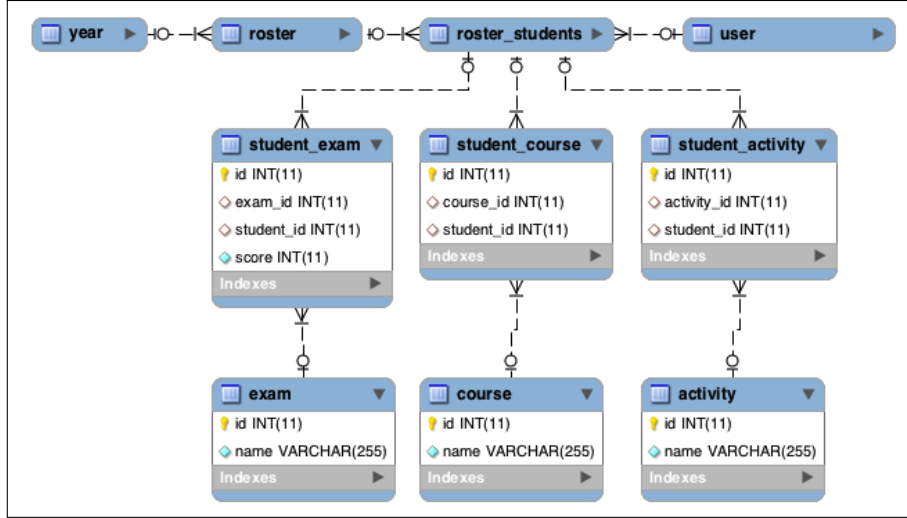 year
roster
roster_students
user
student_exam
id INT(11)
exam_id INT(11)
student_id INT(11)
score INT(11)
Indexes
student_course
id INT(11)
course_id INT(11)
student_id INT(11)
Indexes
student_activity
id INT(11)
activity_id INT(11)
student_id INT(11)
Indexes
exam
id INT(11)
name VARCHAR(255)
Indexes
course
id INT(11)
name VARCHAR(255)
Indexes
activity
id INT(11)
name VARCHAR(255)
Indexes